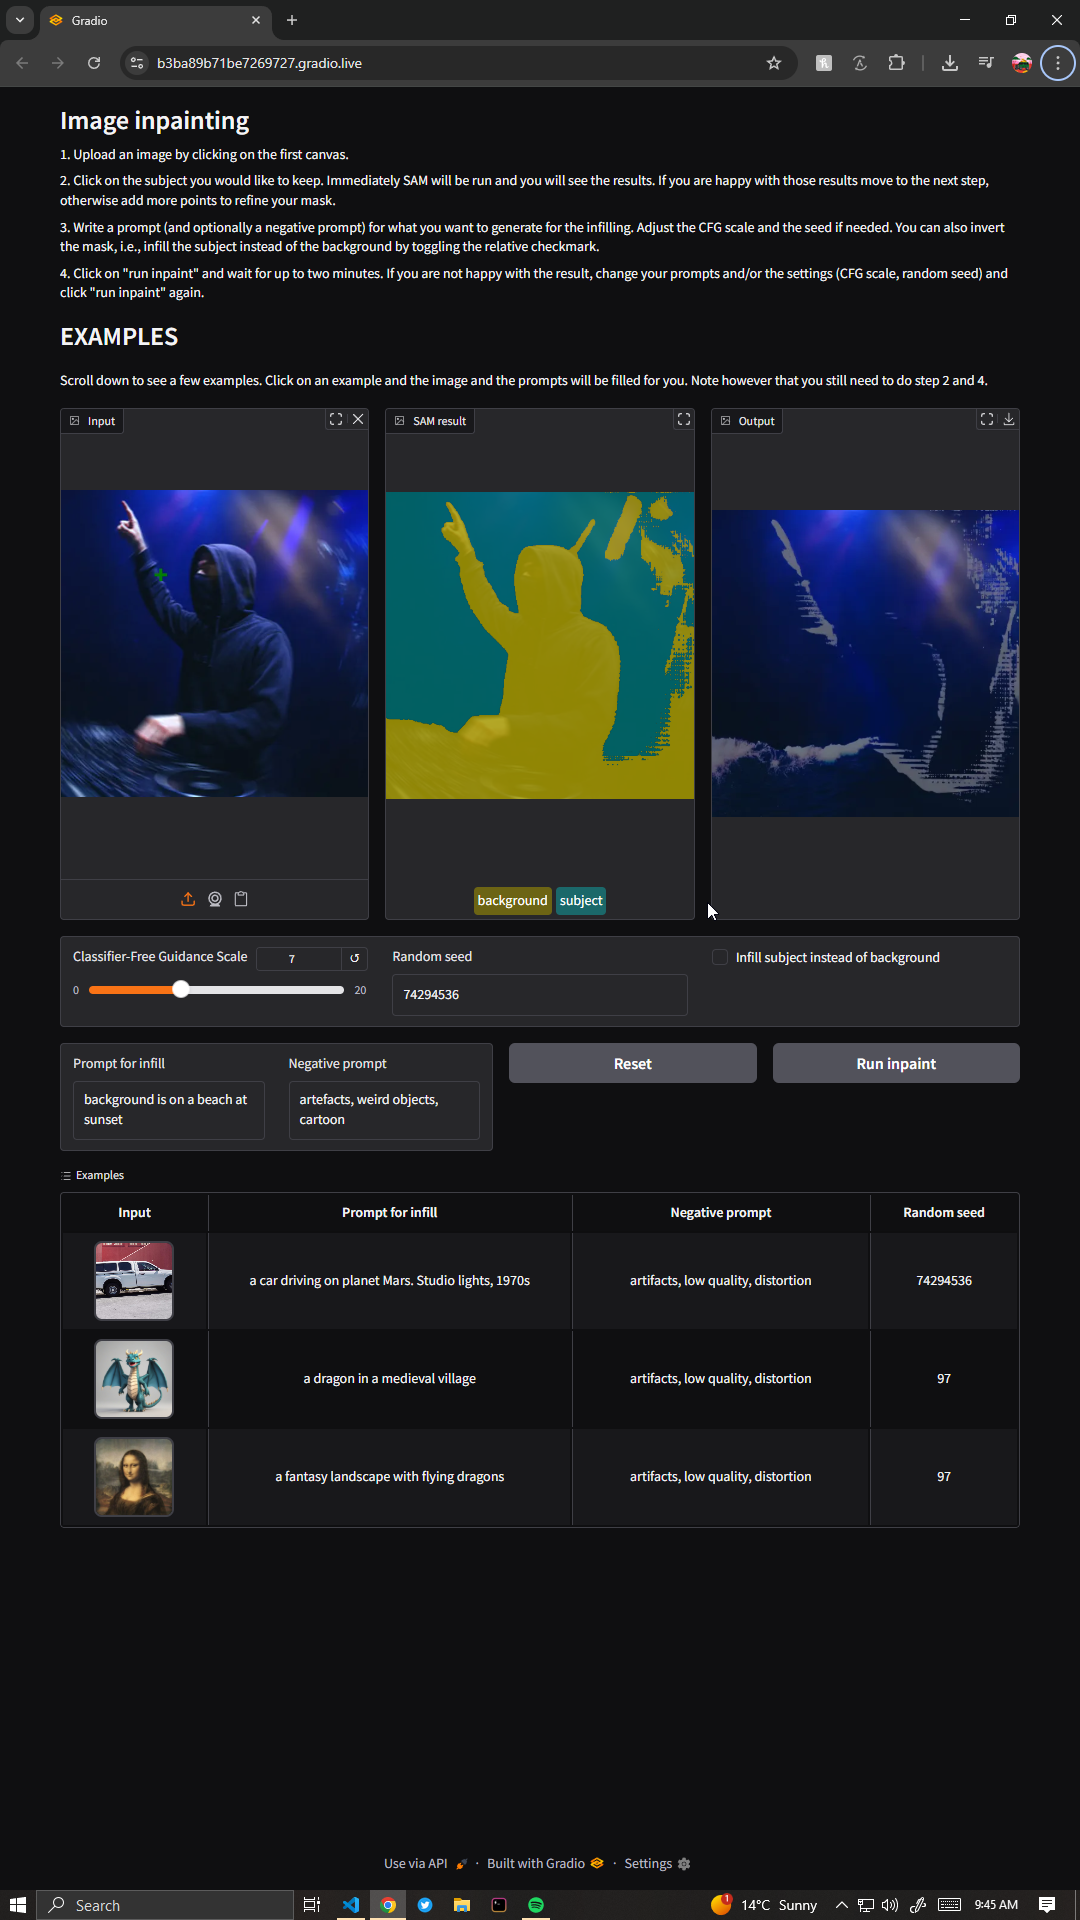 Gradio
b3ba89b71be7269727.gradio.live
Image inpainting
1. Upload an image by clicking on the first canvas.
2. Click on the subject you would like to keep. Immediately SAM will be run and you will see the results. If you are happy with those results move to the next step,
otherwise add more points to refine your mask.
3. Write a prompt (and optionally a negative prompt) for what you want to generate for the infilling. Adjust the CFG scale and the seed if needed. You can also invert
the mask, i.e., infill the subject instead of the background by toggling the relative checkmark.
4. Click on "run inpaint" and wait for up to two minutes. If you are not happy with the result, change your prompts and/or the settings (CFG scale, random seed) and
click "run inpaint" again.
EXAMPLES
Scroll down to see a few examples. Click on an example and the image and the prompts will be filled for you. Note however that you still need to do step 2 and 4.
Input
SAM result
Output
background subject
Classifier-Free Guidance Scale 7
0 20
Random seed
74294536
Infill subject instead of background
Prompt for infill
background is on a beach at
sunset
Negative prompt
artefacts, weird objects,
cartoon
Reset
Run inpaint
Examples
Input Prompt for infill Negative prompt Random seed
a car driving on planet Mars. Studio lights, 1970s artifacts, low quality, distortion 74294536
a dragon in a medieval village artifacts, low quality, distortion 97
a fantasy landscape with flying dragons artifacts, low quality, distortion 97
Use via API · Built with Gradio · Settings
Search
1
14°C Sunny
9:45 AM